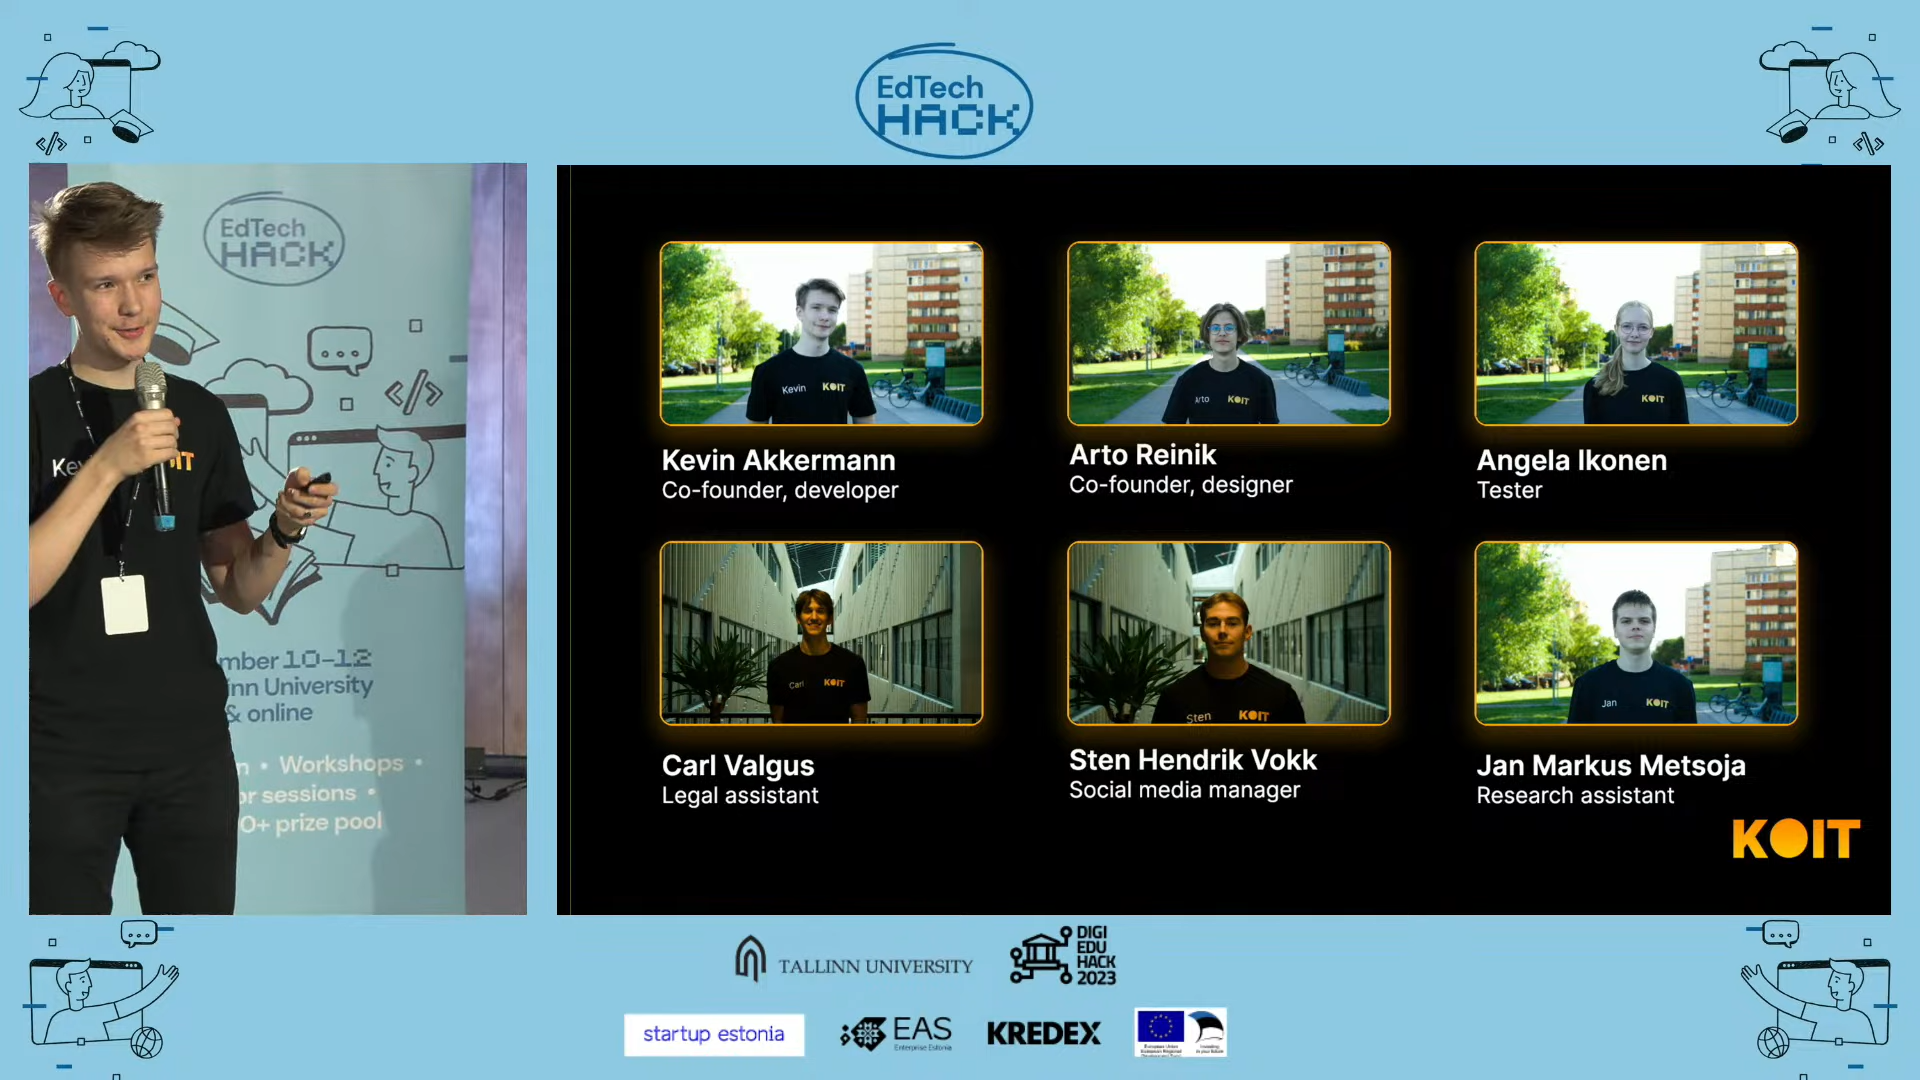 EdTech
HACK
EdTech
HACK
mber 10-12
inn University
& online
n • Workshops •
or sessions •
0+ prize pool
Kevin KOIT
Arto KOIT
KOIT
Kevin Akkermann
Co-founder, developer
Arto Reinik
Co-founder, designer
Angela Ikonen
Tester
Carl KOIT
Sten KOIT
Jan KOIT
Carl Valgus
Legal assistant
Sten Hendrik Vokk
Social media manager
Jan Markus Metsoja
Research assistant
KOIT
TALLINN UNIVERSITY
DIGI
EDU
HACK
2023
startup estonia
EAS
Enterprise Estonia
KREDEX